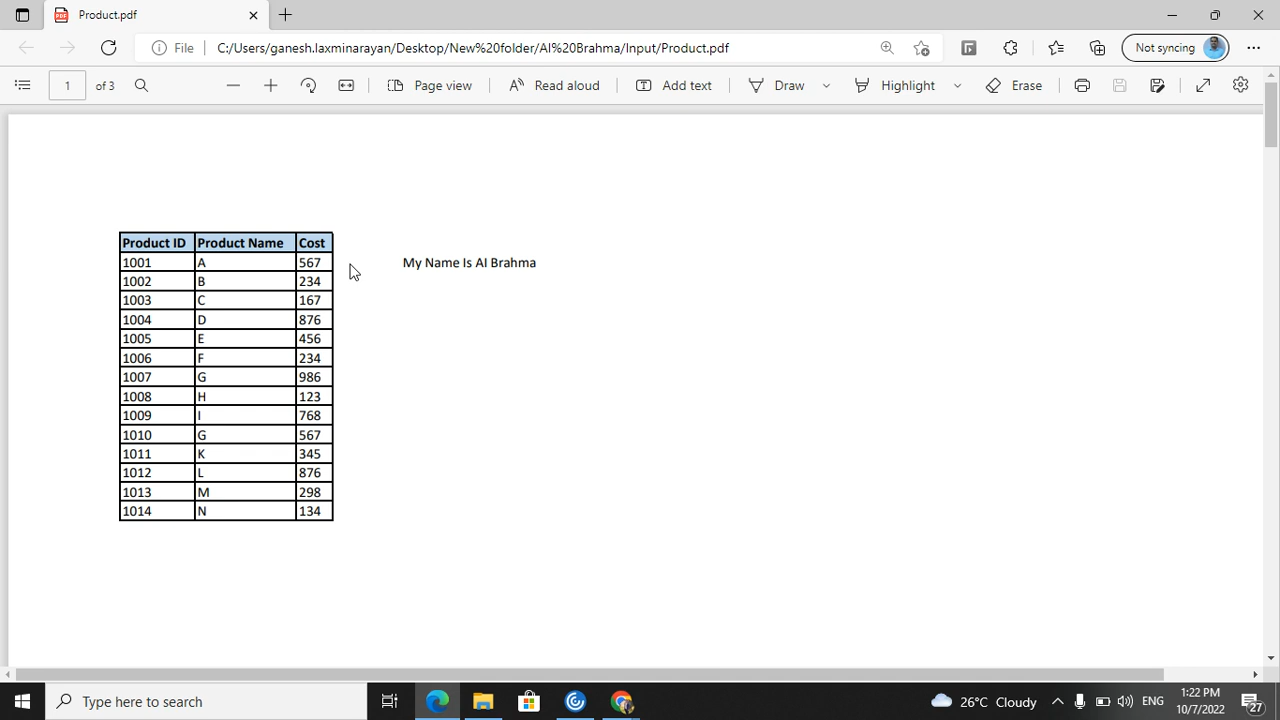 Product.pdf
File C:/Users/ganesh.laxminarayan/Desktop/New%20folder/AI%20Brahma/Input/Product.pdf Not syncing
1 of 3 Page view Read aloud Add text Draw Highlight Erase
Product ID Product Name Cost
1001 A 567 My Name Is AI Brahma
1002 B 234
1003 C 167
1004 D 876
1005 E 456
1006 F 234
1007 G 986
1008 H 123
1009 I 768
1010 G 567
1011 K 345
1012 L 876
1013 M 298
1014 N 134
Type here to search 26°C Cloudy ENG 1:22 PM
10/7/2022 27